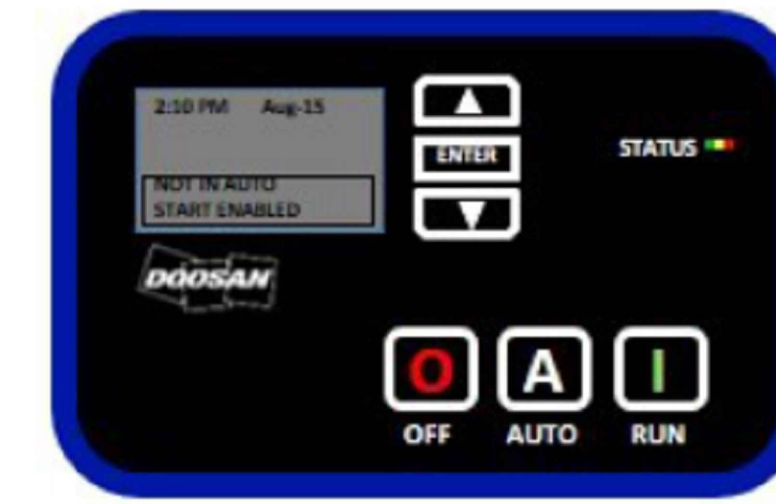 2:10 PM Aug-15
NOT IN AUTO
START ENABLED
ENTER
STATUS
DOOSAN
O A I
OFF AUTO RUN